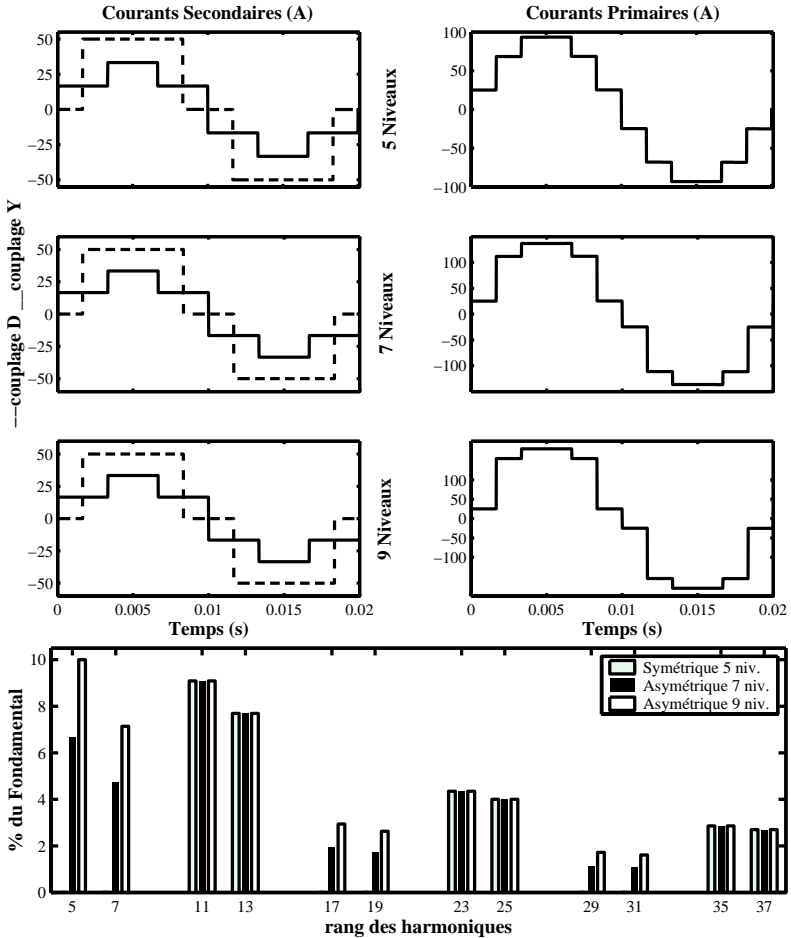 Courants Secondaires (A)
Courants Primaires (A)
50
25
0
−25
−50
5 Niveaux
100
50
0
−50
−100
−−couplage D __couplage Y
50
25
0
−25
−50
7 Niveaux
100
50
0
−50
−100
50
25
0
−25
−50
9 Niveaux
100
50
0
−50
−100
0 0.005 0.01 0.015 0.02
0 0.005 0.01 0.015 0.02
Temps (s)
Temps (s)
% du Fondamental
10
8
6
4
2
0
Symétrique 5 niv.
Asymétrique 7 niv.
Asymétrique 9 niv.
5 7 11 13 17 19 23 25 29 31 35 37
rang des harmoniques